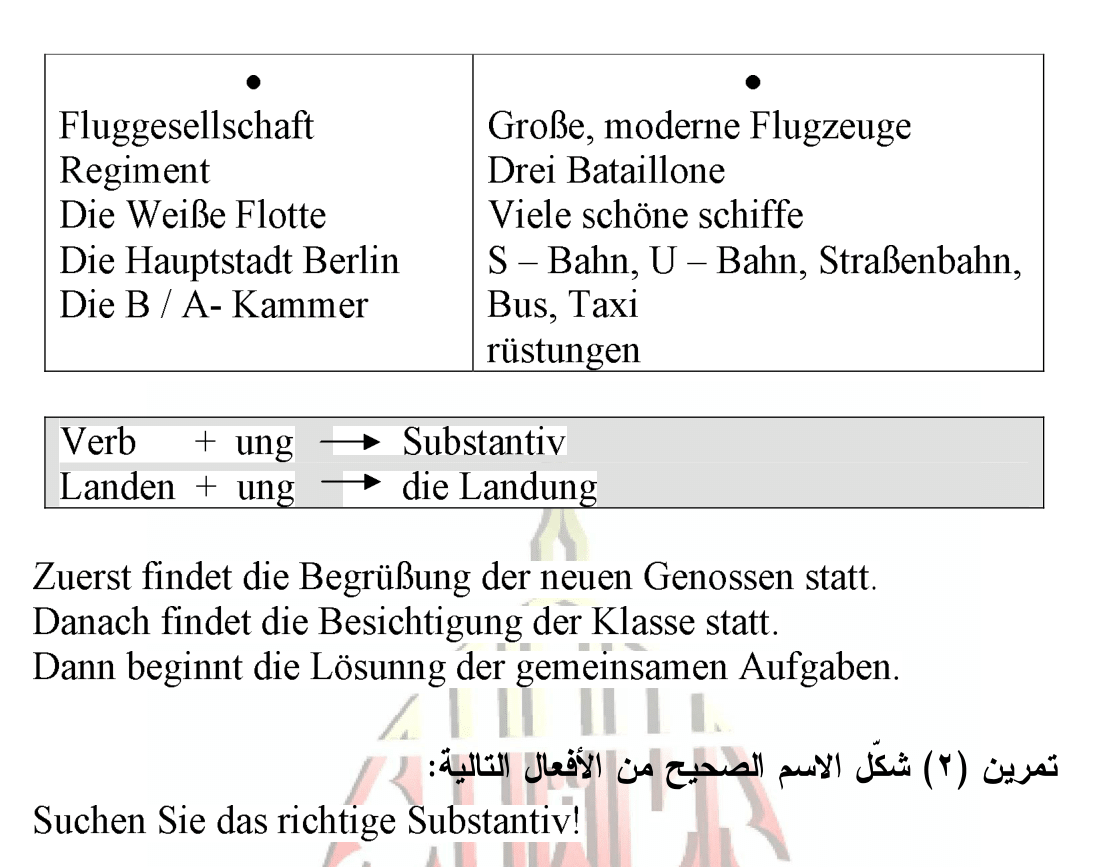 •
Fluggesellschaft
Regiment
Die Weiße Flotte
Die Hauptstadt Berlin
Die B / A- Kammer
•
Große, moderne Flugzeuge
Drei Bataillone
Viele schöne schiffe
S – Bahn, U – Bahn, Straßenbahn,
Bus, Taxi
rüstungen
Verb + ung → Substantiv
Landen + ung → die Landung
Zuerst findet die Begrüßung der neuen Genossen statt.
Danach findet die Besichtigung der Klasse statt.
Dann beginnt die Lösunng der gemeinsamen Aufgaben.
تمرين (٢) شكّل الاسم الصحيح من الأفعال التالية:
Suchen Sie das richtige Substantiv!